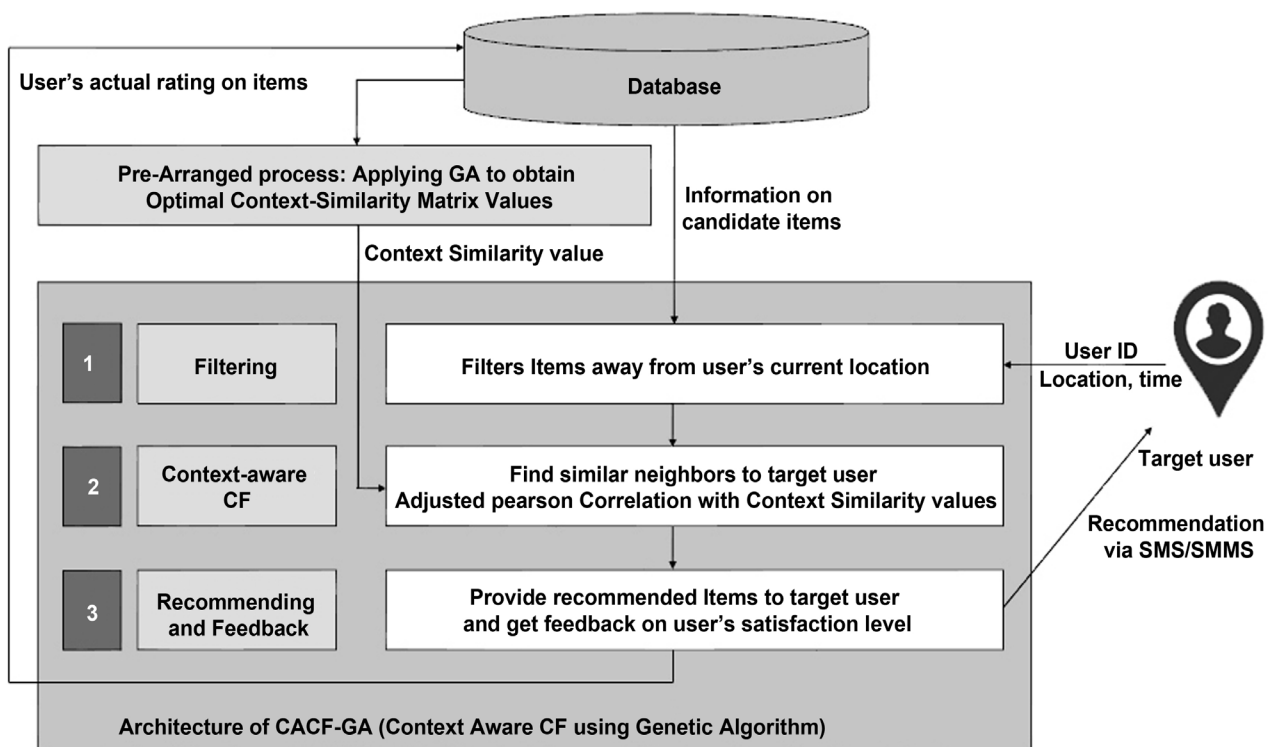 Database
User's actual rating on items
Pre-Arranged process: Applying GA to obtain
Optimal Context-Similarity Matrix Values
Information on
candidate items
Context Similarity value
1
Filtering
Filters Items away from user's current location
User ID
Location, time
Target user
2
Context-aware
CF
Find similar neighbors to target user
Adjusted pearson Correlation with Context Similarity values
Recommendation
via SMS/SMMS
3
Recommending
and Feedback
Provide recommended Items to target user
and get feedback on user's satisfaction level
Architecture of CACF-GA (Context Aware CF using Genetic Algorithm)